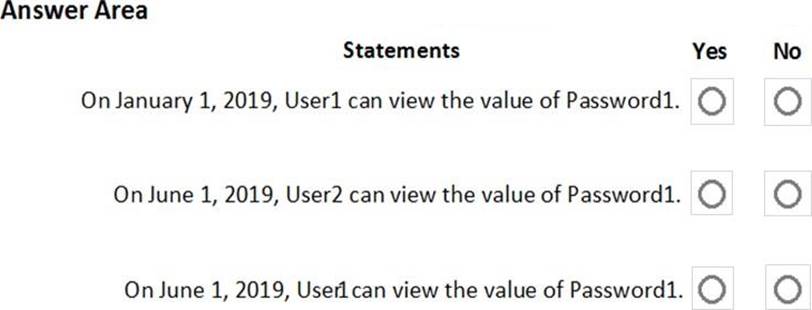 Answer Area
Statements Yes No
On January 1, 2019, User1 can view the value of Password1.
On June 1, 2019, User2 can view the value of Password1.
On June 1, 2019, User1 can view the value of Password1.